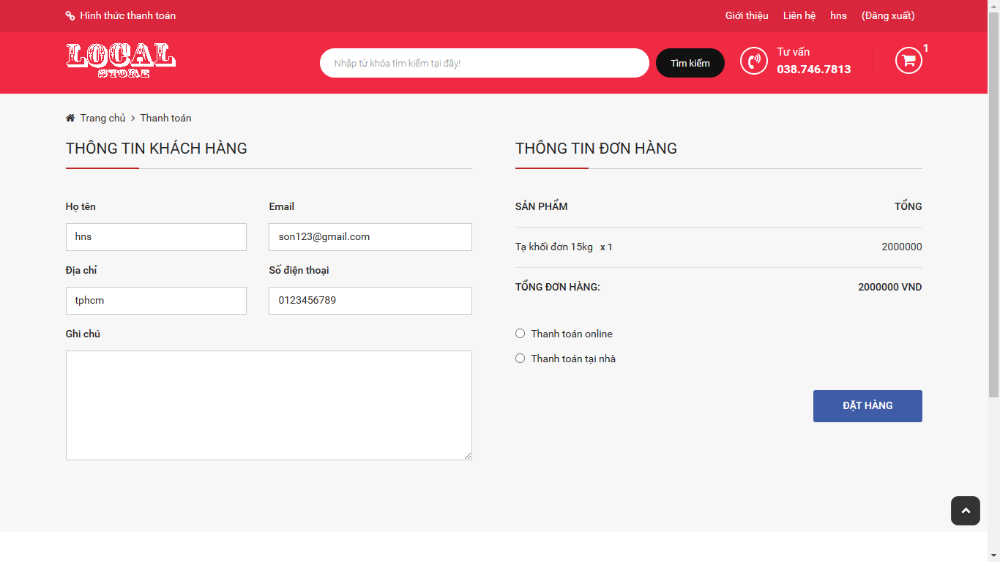 Hình thức thanh toán
Giới thiệu Liên hệ hns (Đăng xuất)
LOCAL
STORE
Nhập từ khóa tìm kiếm tại đây!
Tìm kiếm
Tư vấn
038.746.7813
1
Trang chủ > Thanh toán
THÔNG TIN KHÁCH HÀNG
Họ tên
Email
hns
son123@gmail.com
Địa chỉ
Số điện thoại
tphcm
0123456789
Ghi chú
THÔNG TIN ĐƠN HÀNG
SẢN PHẨM TỔNG
Tạ khối đơn 15kg x 1 2000000
TỔNG ĐƠN HÀNG: 2000000 VND
Thanh toán online
Thanh toán tại nhà
ĐẶT HÀNG